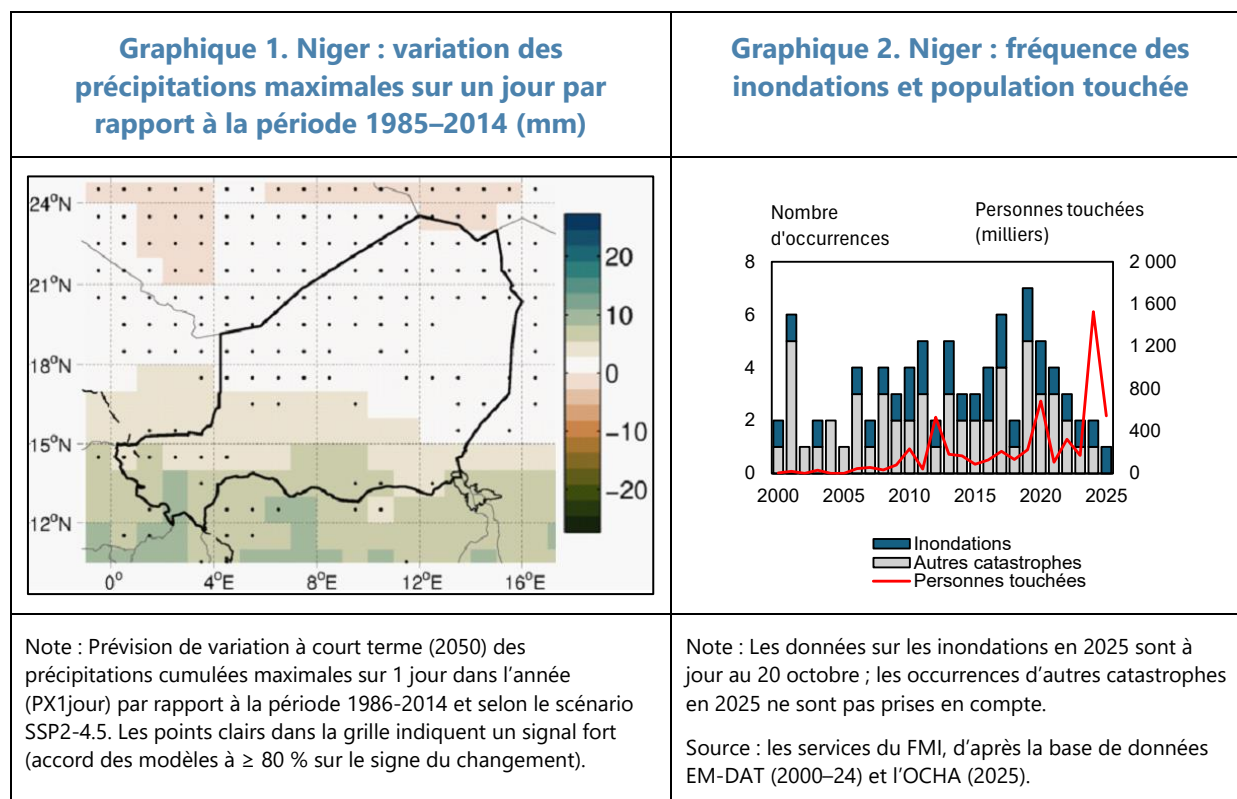 Graphique 1. Niger : variation des
précipitations maximales sur un jour par
rapport à la période 1985–2014 (mm)
Graphique 2. Niger : fréquence des
inondations et population touchée
24°N
21°N
18°N
15°N
12°N
0°
4°E
8°E
12°E
16°E
20
10
0
−10
−20
Nombre
d'occurrences
Personnes touchées
(milliers)
8
6
4
2
0
2 000
1 600
1 200
800
400
0
2000
2005
2010
2015
2020
2025
Inondations
Autres catastrophes
Personnes touchées
Note : Prévision de variation à court terme (2050) des
précipitations cumulées maximales sur 1 jour dans l’année
(PX1jour) par rapport à la période 1986-2014 et selon le scénario
SSP2-4.5. Les points clairs dans la grille indiquent un signal fort
(accord des modèles à ≥ 80 % sur le signe du changement).
Note : Les données sur les inondations en 2025 sont à
jour au 20 octobre ; les occurrences d’autres catastrophes
en 2025 ne sont pas prises en compte.
Source : les services du FMI, d’après la base de données
EM-DAT (2000–24) et l’OCHA (2025).